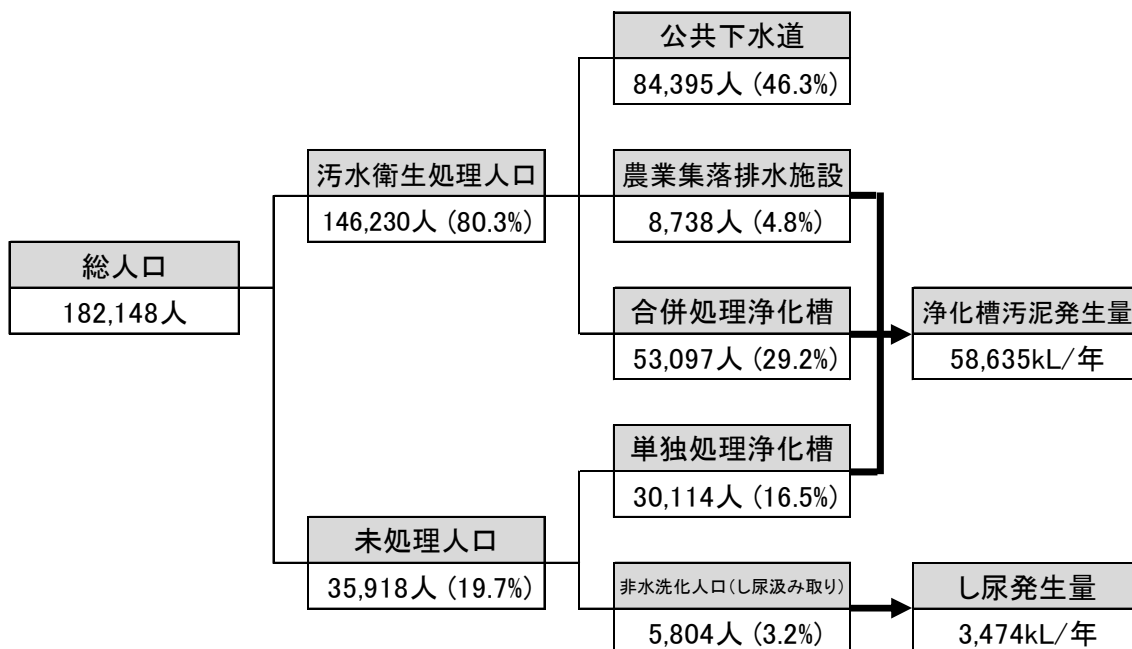 総人口
182,148人
汚水衛生処理人口
146,230人 (80.3%)
未処理人口
35,918人 (19.7%)
公共下水道
84,395人 (46.3%)
農業集落排水施設
8,738人 (4.8%)
合併処理浄化槽
53,097人 (29.2%)
単独処理浄化槽
30,114人 (16.5%)
非水洗化人口(し尿汲み取り)
5,804人 (3.2%)
浄化槽汚泥発生量
58,635kL/年
し尿発生量
3,474kL/年